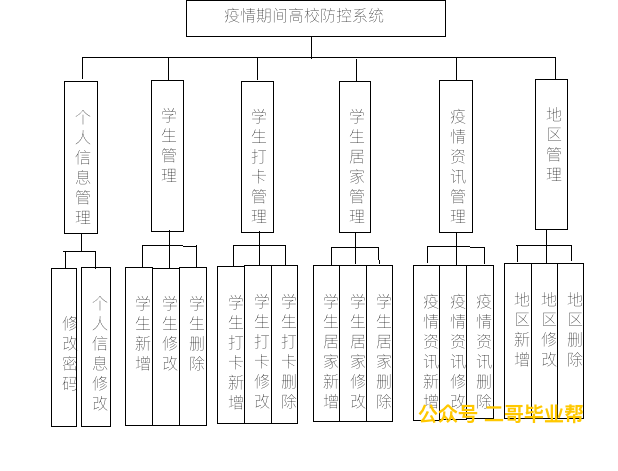 疫情期间高校防控系统
个人信息管理
学生管理
学生打卡管理
学生居家管理
疫情资讯管理
地区管理
修改密码
个人信息修改
学生新增
学生修改
学生删除
学生打卡新增
学生打卡修改
学生打卡删除
学生居家新增
学生居家修改
学生居家删除
疫情资讯新增
疫情资讯修改
疫情资讯删除
地区新增
地区修改
地区删除
公众号 二哥毕业帮